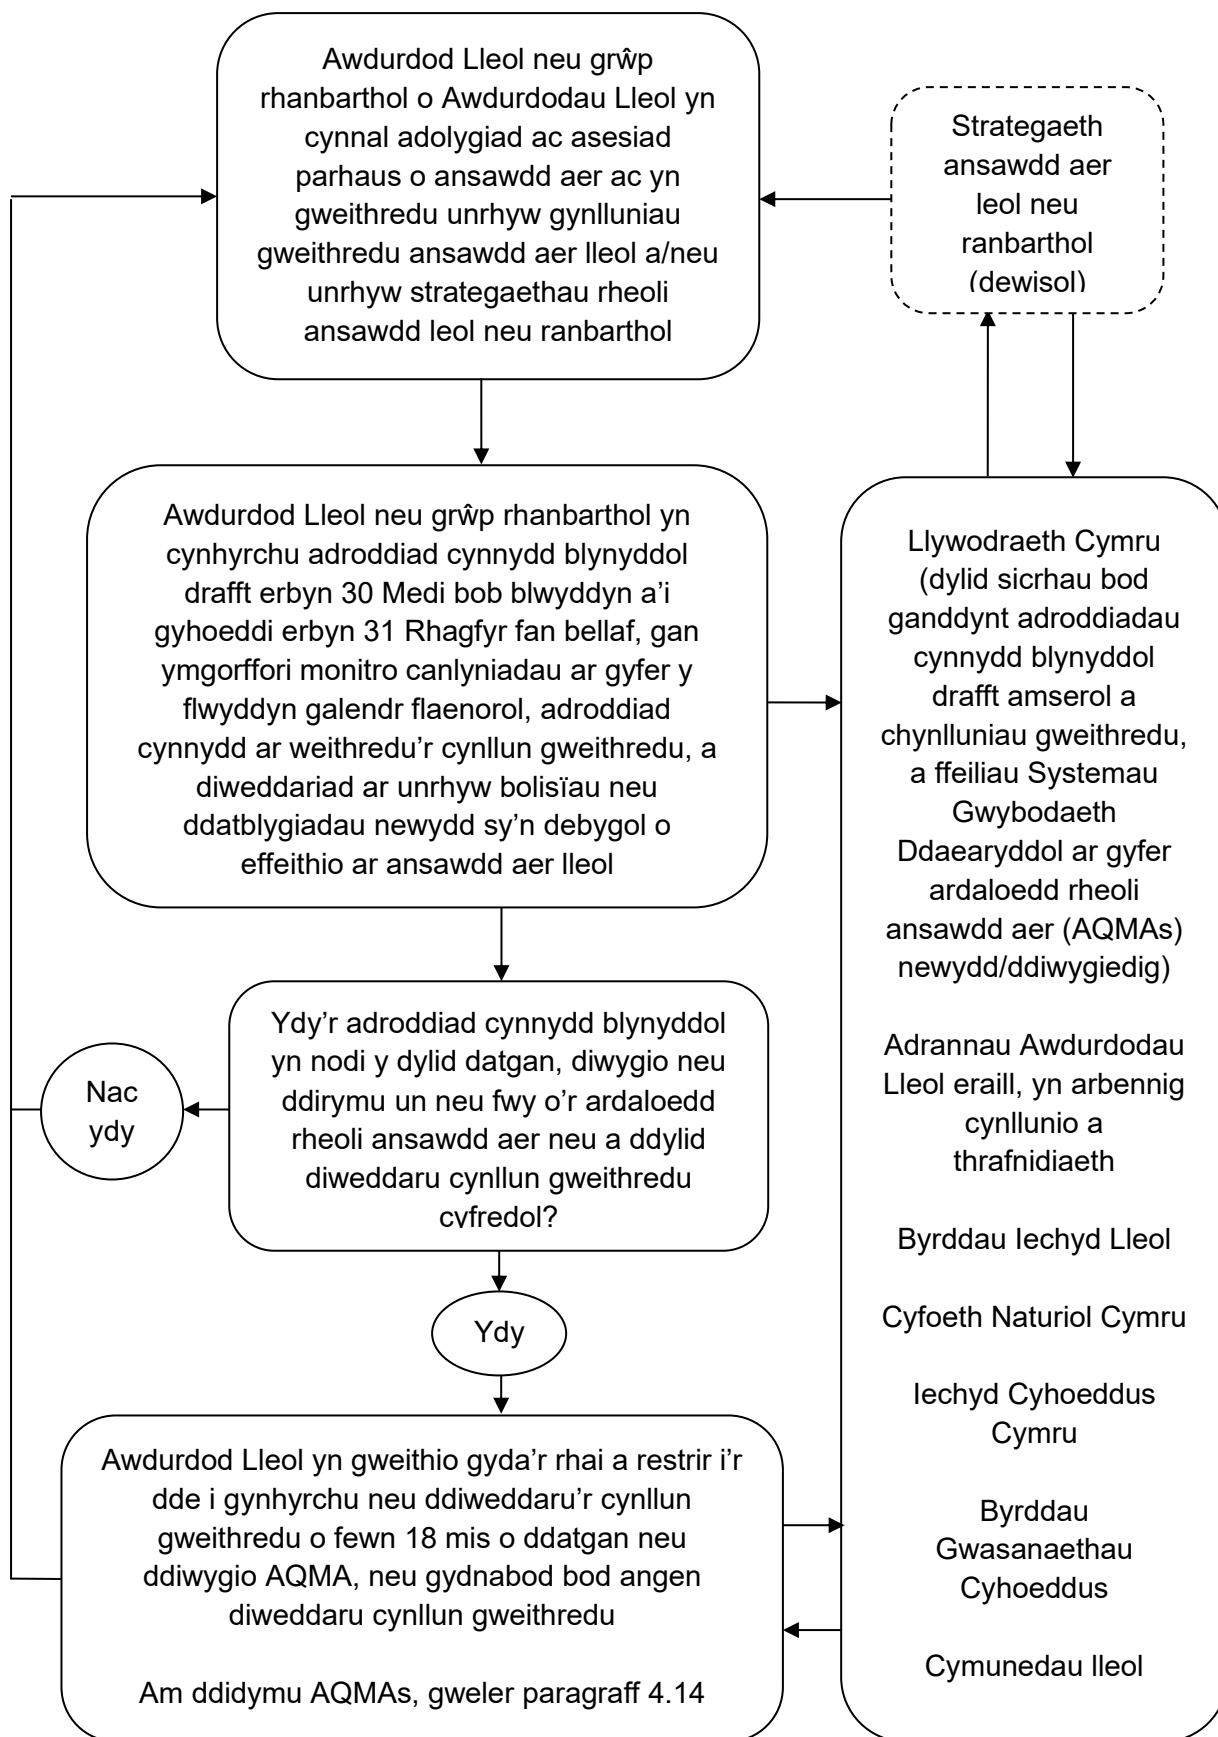 Awdurdod Lleol neu grŵp
rhanbarthol o Awdurdodau Lleol yn
cynnal adolygiad ac asesiad
parhaus o ansawdd aer ac yn
gweithredu unrhyw gynlluniau
gweithredu ansawdd aer lleol a/neu
unrhyw strategaethau rheoli
ansawdd leol neu ranbarthol
Strategaeth
ansawdd aer
leol neu
ranbarthol
(dewisol)
Awdurdod Lleol neu grŵp rhanbarthol yn
cynhyrchu adroddiad cynnydd blynyddol
drafft erbyn 30 Medi bob blwyddyn a’i
gyhoeddi erbyn 31 Rhagfyr fan bellaf, gan
ymgorffori monitro canlyniadau ar gyfer y
flwyddyn galendr flaenorol, adroddiad
cynnydd ar weithredu’r cynllun gweithredu, a
diweddariad ar unrhyw bolisïau neu
ddatblygiadau newydd sy’n debygol o
effeithio ar ansawdd aer lleol
Llywodraeth Cymru
(dylid sicrhau bod
ganddynt adroddiadau
cynnydd blynyddol
drafft amserol a
chynlluniau gweithredu,
a ffeiliau Systemau
Gwybodaeth
Ddaearyddol ar gyfer
ardaloedd rheoli
ansawdd aer (AQMAs)
newydd/ddiwygiedig)
Adrannau Awdurdodau
Lleol eraill, yn arbennig
cynllunio a
thrafnidiaeth
Byrddau Iechyd Lleol
Cyfoeth Naturiol Cymru
Iechyd Cyhoeddus
Cymru
Byrddau
Gwasanaethau
Cyhoeddus
Cymunedau lleol
Ydy’r adroddiad cynnydd blynyddol
yn nodi y dylid datgan, diwygio neu
ddirymu un neu fwy o’r ardaloedd
rheoli ansawdd aer neu a ddylid
diweddaru cynllun gweithredu
cyfredol?
Nac
ydy
Ydy
Awdurdod Lleol yn gweithio gyda’r rhai a restrir i’r
dde i gynhyrchu neu ddiweddaru’r cynllun
gweithredu o fewn 18 mis o ddatgan neu
ddiwygio AQMA, neu gydnabod bod angen
diweddaru cynllun gweithredu
Am ddidymu AQMAs, gweler paragraff 4.14